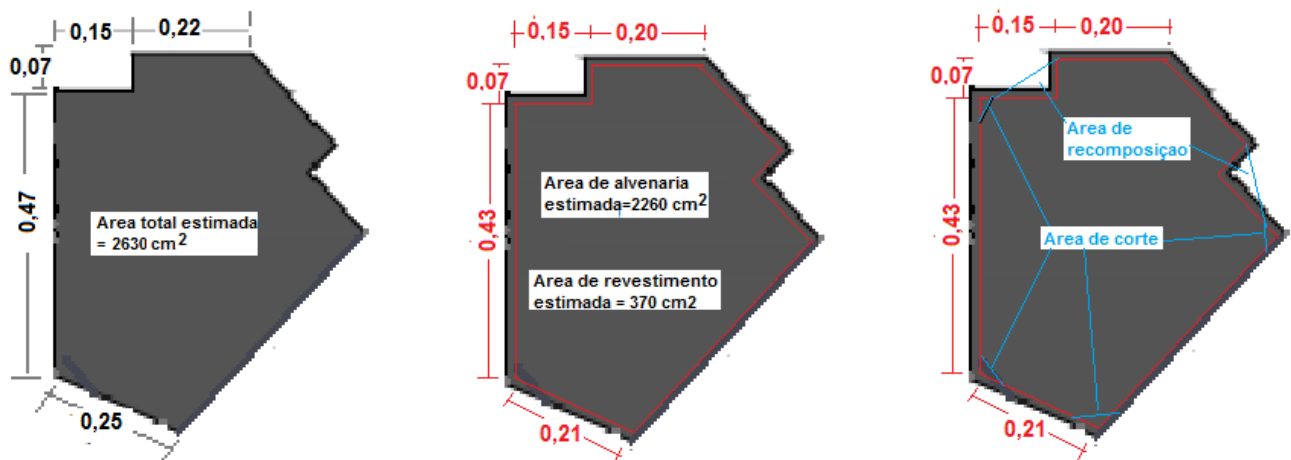 0,15
0,22
0,07
0,47
Area total estimada
= 2630 cm2
0,25
0,15
0,20
0,07
Area de alvenaria
estimada=2260 cm2
0,43
Area de revestimento
estimada = 370 cm2
0,21
0,15
0,20
0,07
Area de
recomposiçao
0,43
Area de corte
0,21